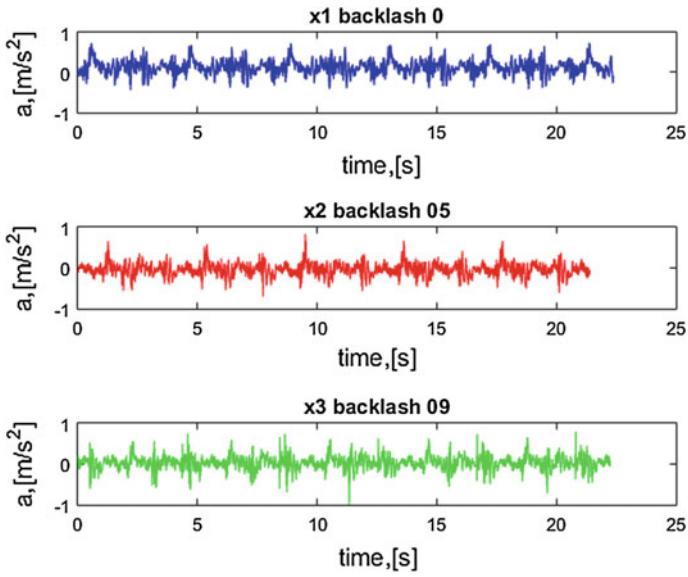 x1 backlash 0
1
0
-1
a,[m/s²]
0 5 10 15 20 25
time,[s]
x2 backlash 05
1
0
-1
a,[m/s²]
0 5 10 15 20 25
time,[s]
x3 backlash 09
1
0
-1
a,[m/s²]
0 5 10 15 20 25
time,[s]